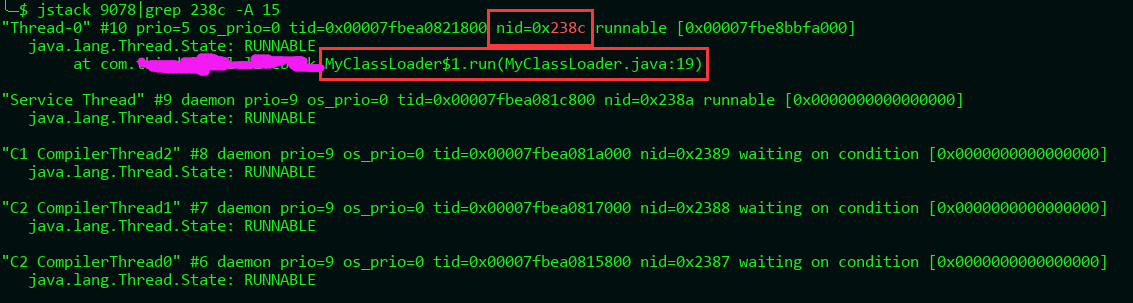 ╰─$ jstack 9078|grep 238c -A 15
"Thread-0" #10 prio=5 os_prio=0 tid=0x00007fbea0821800 nid=0x238c runnable [0x00007fbe8bbfa000]
java.lang.Thread.State: RUNNABLE
at com. MyClassLoader$1.run(MyClassLoader.java:19)
"Service Thread" #9 daemon prio=9 os_prio=0 tid=0x00007fbea081c800 nid=0x238a runnable [0x0000000000000000]
java.lang.Thread.State: RUNNABLE
"C1 CompilerThread2" #8 daemon prio=9 os_prio=0 tid=0x00007fbea081a000 nid=0x2389 waiting on condition [0x0000000000000000]
java.lang.Thread.State: RUNNABLE
"C2 CompilerThread1" #7 daemon prio=9 os_prio=0 tid=0x00007fbea0817000 nid=0x2388 waiting on condition [0x0000000000000000]
java.lang.Thread.State: RUNNABLE
"C2 CompilerThread0" #6 daemon prio=9 os_prio=0 tid=0x00007fbea0815800 nid=0x2387 waiting on condition [0x0000000000000000]
java.lang.Thread.State: RUNNABLE